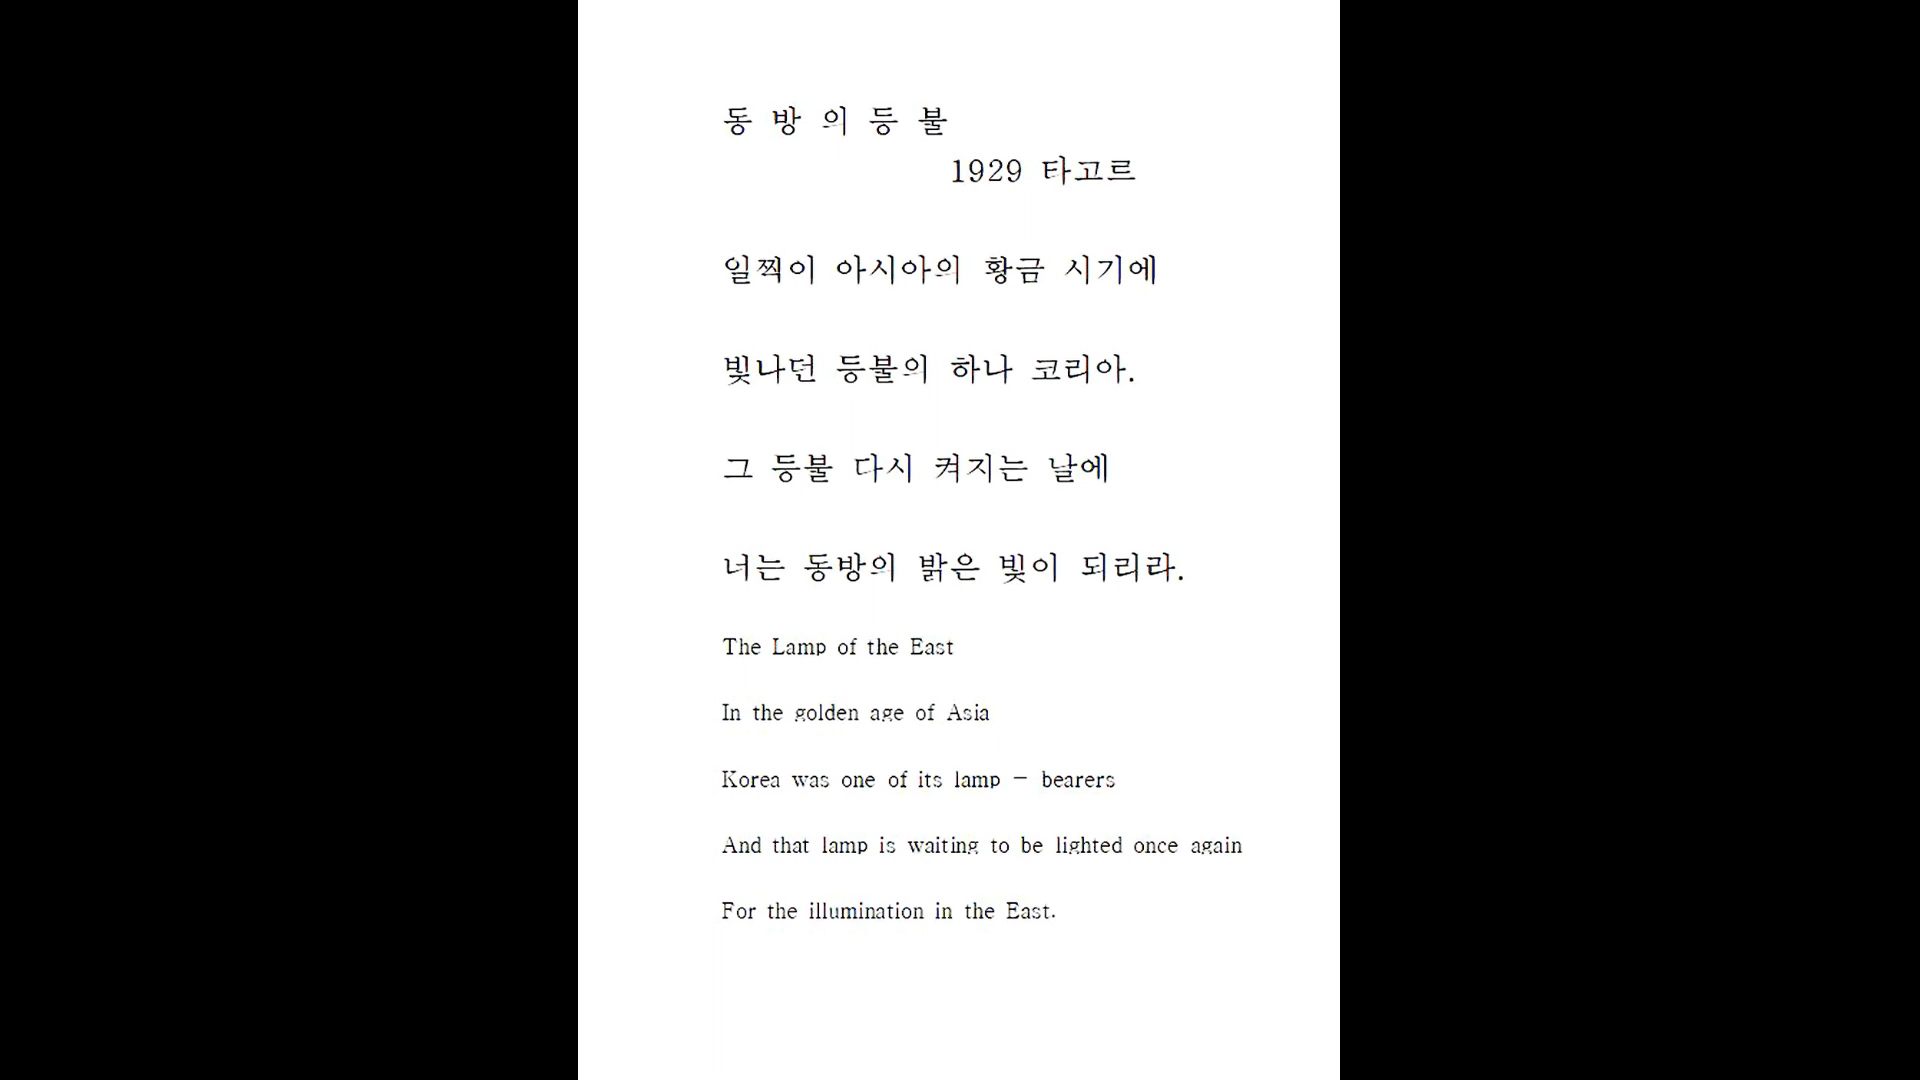 동 방 의 등 불
1929 타고르
일찍이 아시아의 황금 시기에
빛나던 등불의 하나 코리아.
그 등불 다시 켜지는 날에
너는 동방의 밝은 빛이 되리라.
The Lamp of the East
In the golden age of Asia
Korea was one of its lamp - bearers
And that lamp is waiting to be lighted once again
For the illumination in the East.